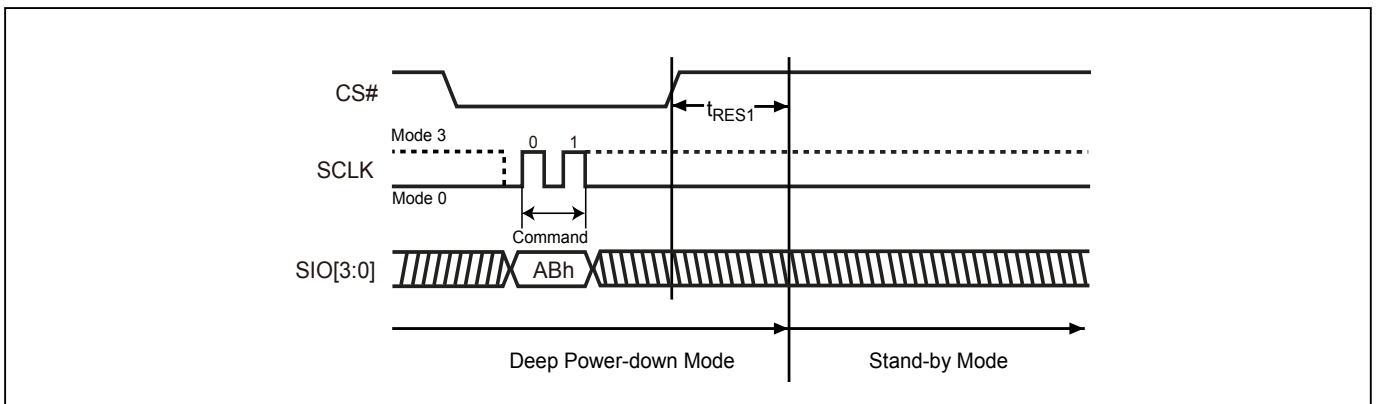 CS#
tRES1
Mode 3
0 1
SCLK
Mode 0
Command
SIO[3:0]
ABh
Deep Power-down Mode
Stand-by Mode